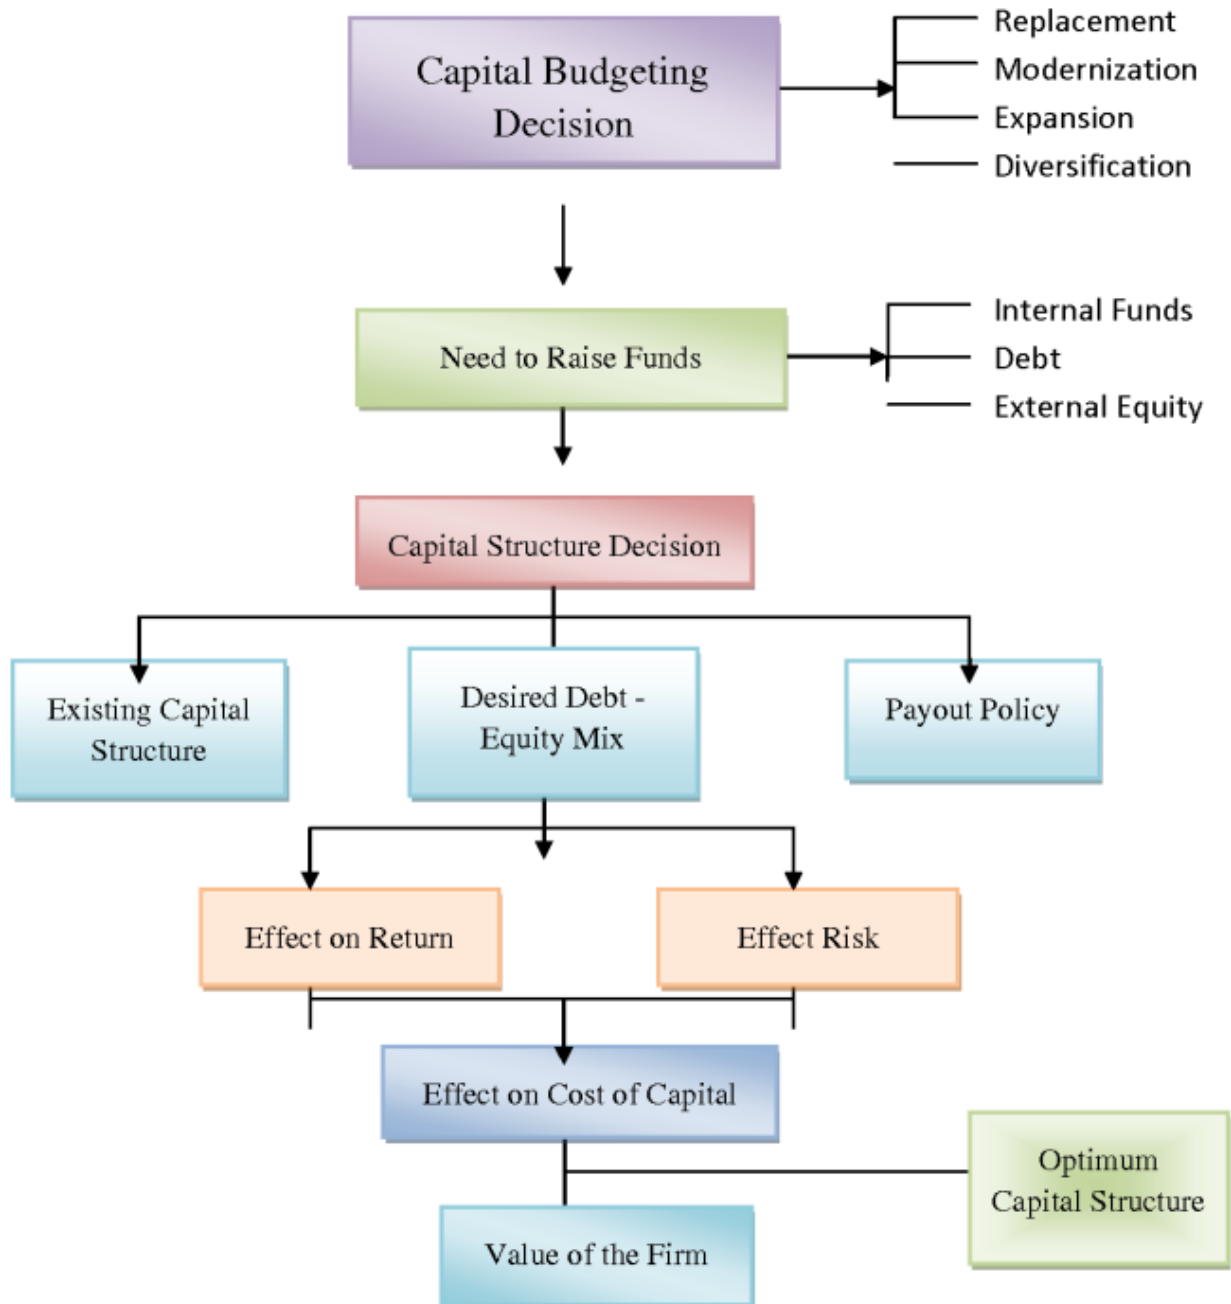 Capital Budgeting
Decision
Replacement
Modernization
Expansion
Diversification
Need to Raise Funds
Internal Funds
Debt
External Equity
Capital Structure Decision
Existing Capital
Structure
Desired Debt -
Equity Mix
Payout Policy
Effect on Return
Effect Risk
Effect on Cost of Capital
Optimum
Capital Structure
Value of the Firm